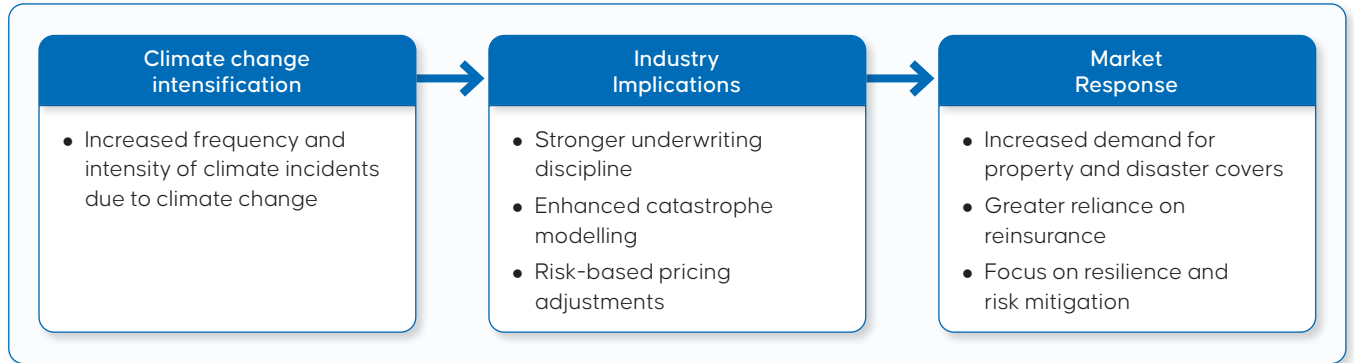 Climate change
intensification
• Increased frequency and
intensity of climate incidents
due to climate change
Industry
Implications
• Stronger underwriting
discipline
• Enhanced catastrophe
modelling
• Risk-based pricing
adjustments
Market
Response
• Increased demand for
property and disaster covers
• Greater reliance on
reinsurance
• Focus on resilience and
risk mitigation